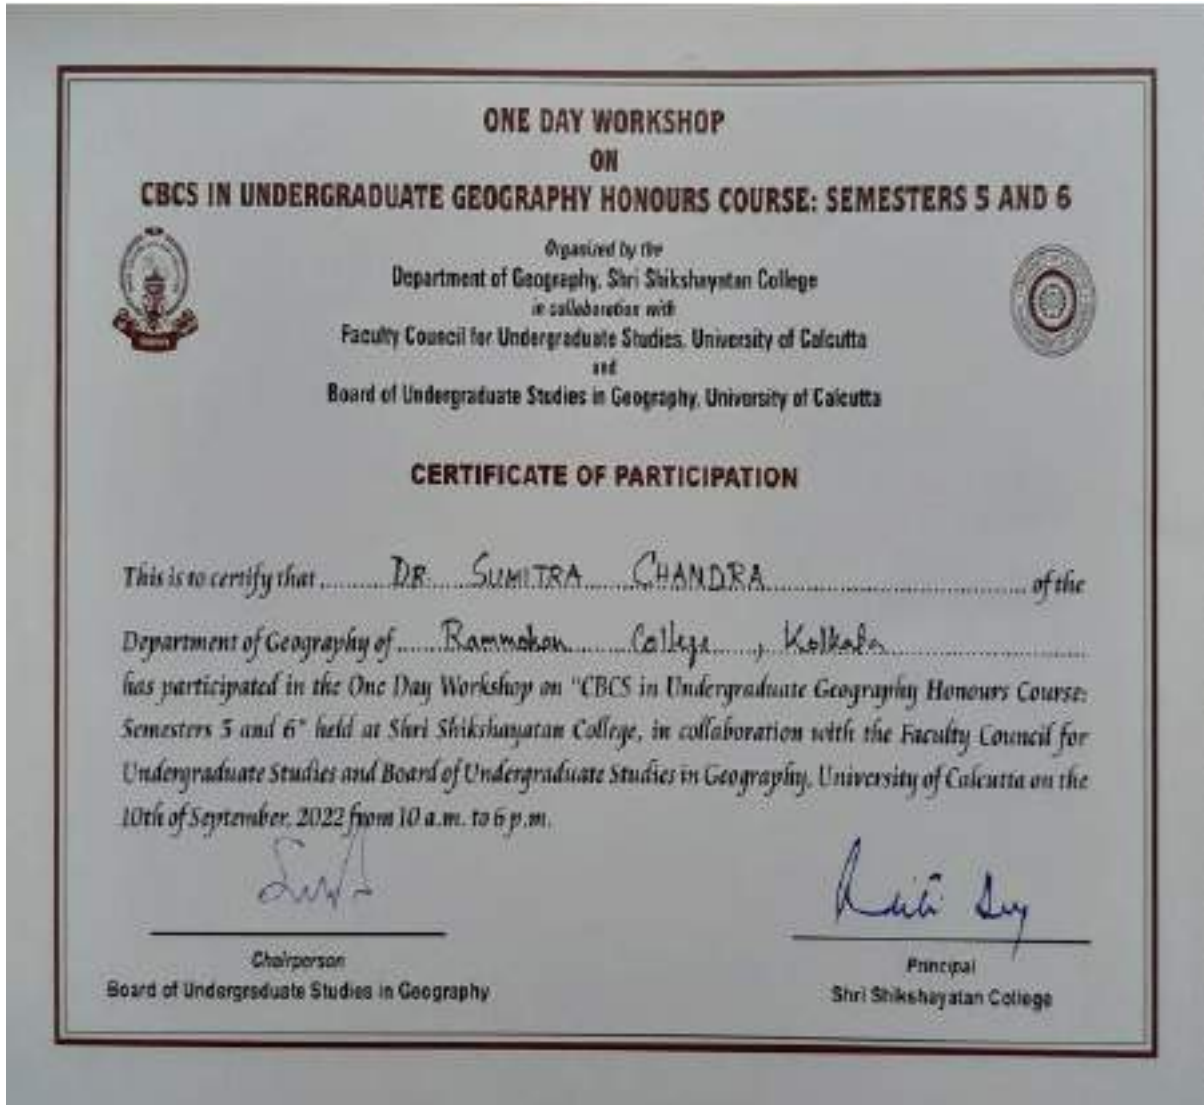 ONE DAY WORKSHOP
ON
CBCS IN UNDERGRADUATE GEOGRAPHY HONOURS COURSE: SEMESTERS 5 AND 6
Organized by the
Department of Geography, Shri Shikshayatan College
in collaboration with
Faculty Council for Undergraduate Studies, University of Calcutta
and
Board of Undergraduate Studies in Geography, University of Calcutta
CERTIFICATE OF PARTICIPATION
This is to certify that DR. SUMITRA CHANDRA of the
Department of Geography of Rammohan College, Kolkata
has participated in the One Day Workshop on "CBCS in Undergraduate Geography Honours Course:
Semesters 5 and 6" held at Shri Shikshayatan College, in collaboration with the Faculty Council for
Undergraduate Studies and Board of Undergraduate Studies in Geography, University of Calcutta on the
10th of September, 2022 from 10 a.m. to 6 p.m.
Chairperson
Board of Undergraduate Studies in Geography
Principal
Shri Shikshayatan College